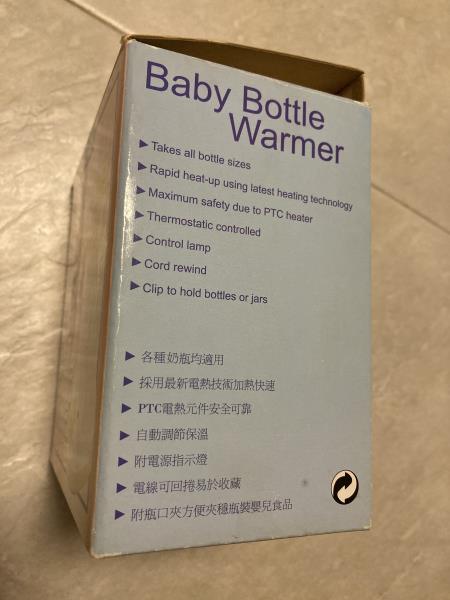 Baby Bottle
Warmer
▶ Takes all bottle sizes
▶ Rapid heat-up using latest heating technology
▶ Maximum safety due to PTC heater
▶ Thermostatic controlled
▶ Control lamp
▶ Cord rewind
▶ Clip to hold bottles or jars
▶ 各種奶瓶均適用
▶ 採用最新電熱技術加熱快速
▶ PTC電熱元件安全可靠
▶ 自動調節保溫
▶ 附電源指示燈
▶ 電線可回捲易於收藏
▶ 附瓶口夾方便夾穩瓶裝嬰兒食品